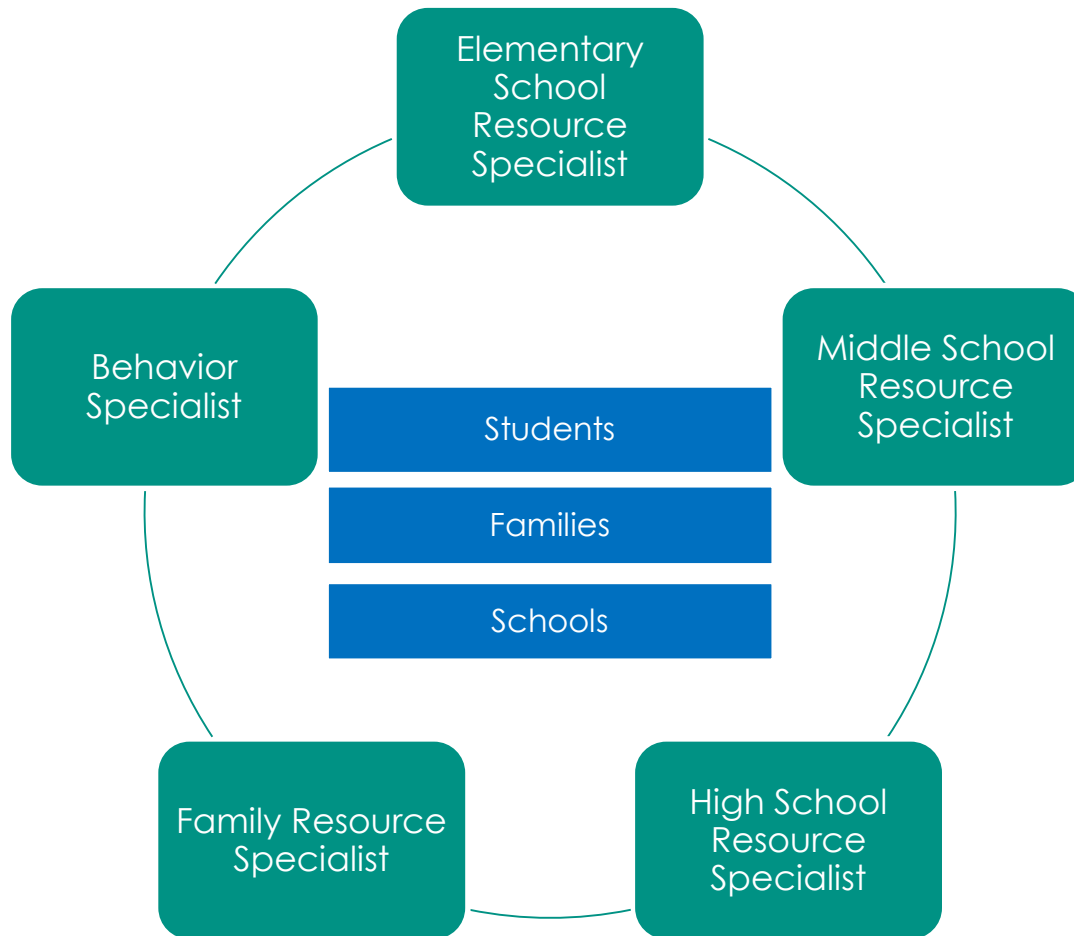 Elementary
School
Resource
Specialist
Behavior
Specialist
Middle School
Resource
Specialist
Students
Families
Schools
Family Resource
Specialist
High School
Resource
Specialist